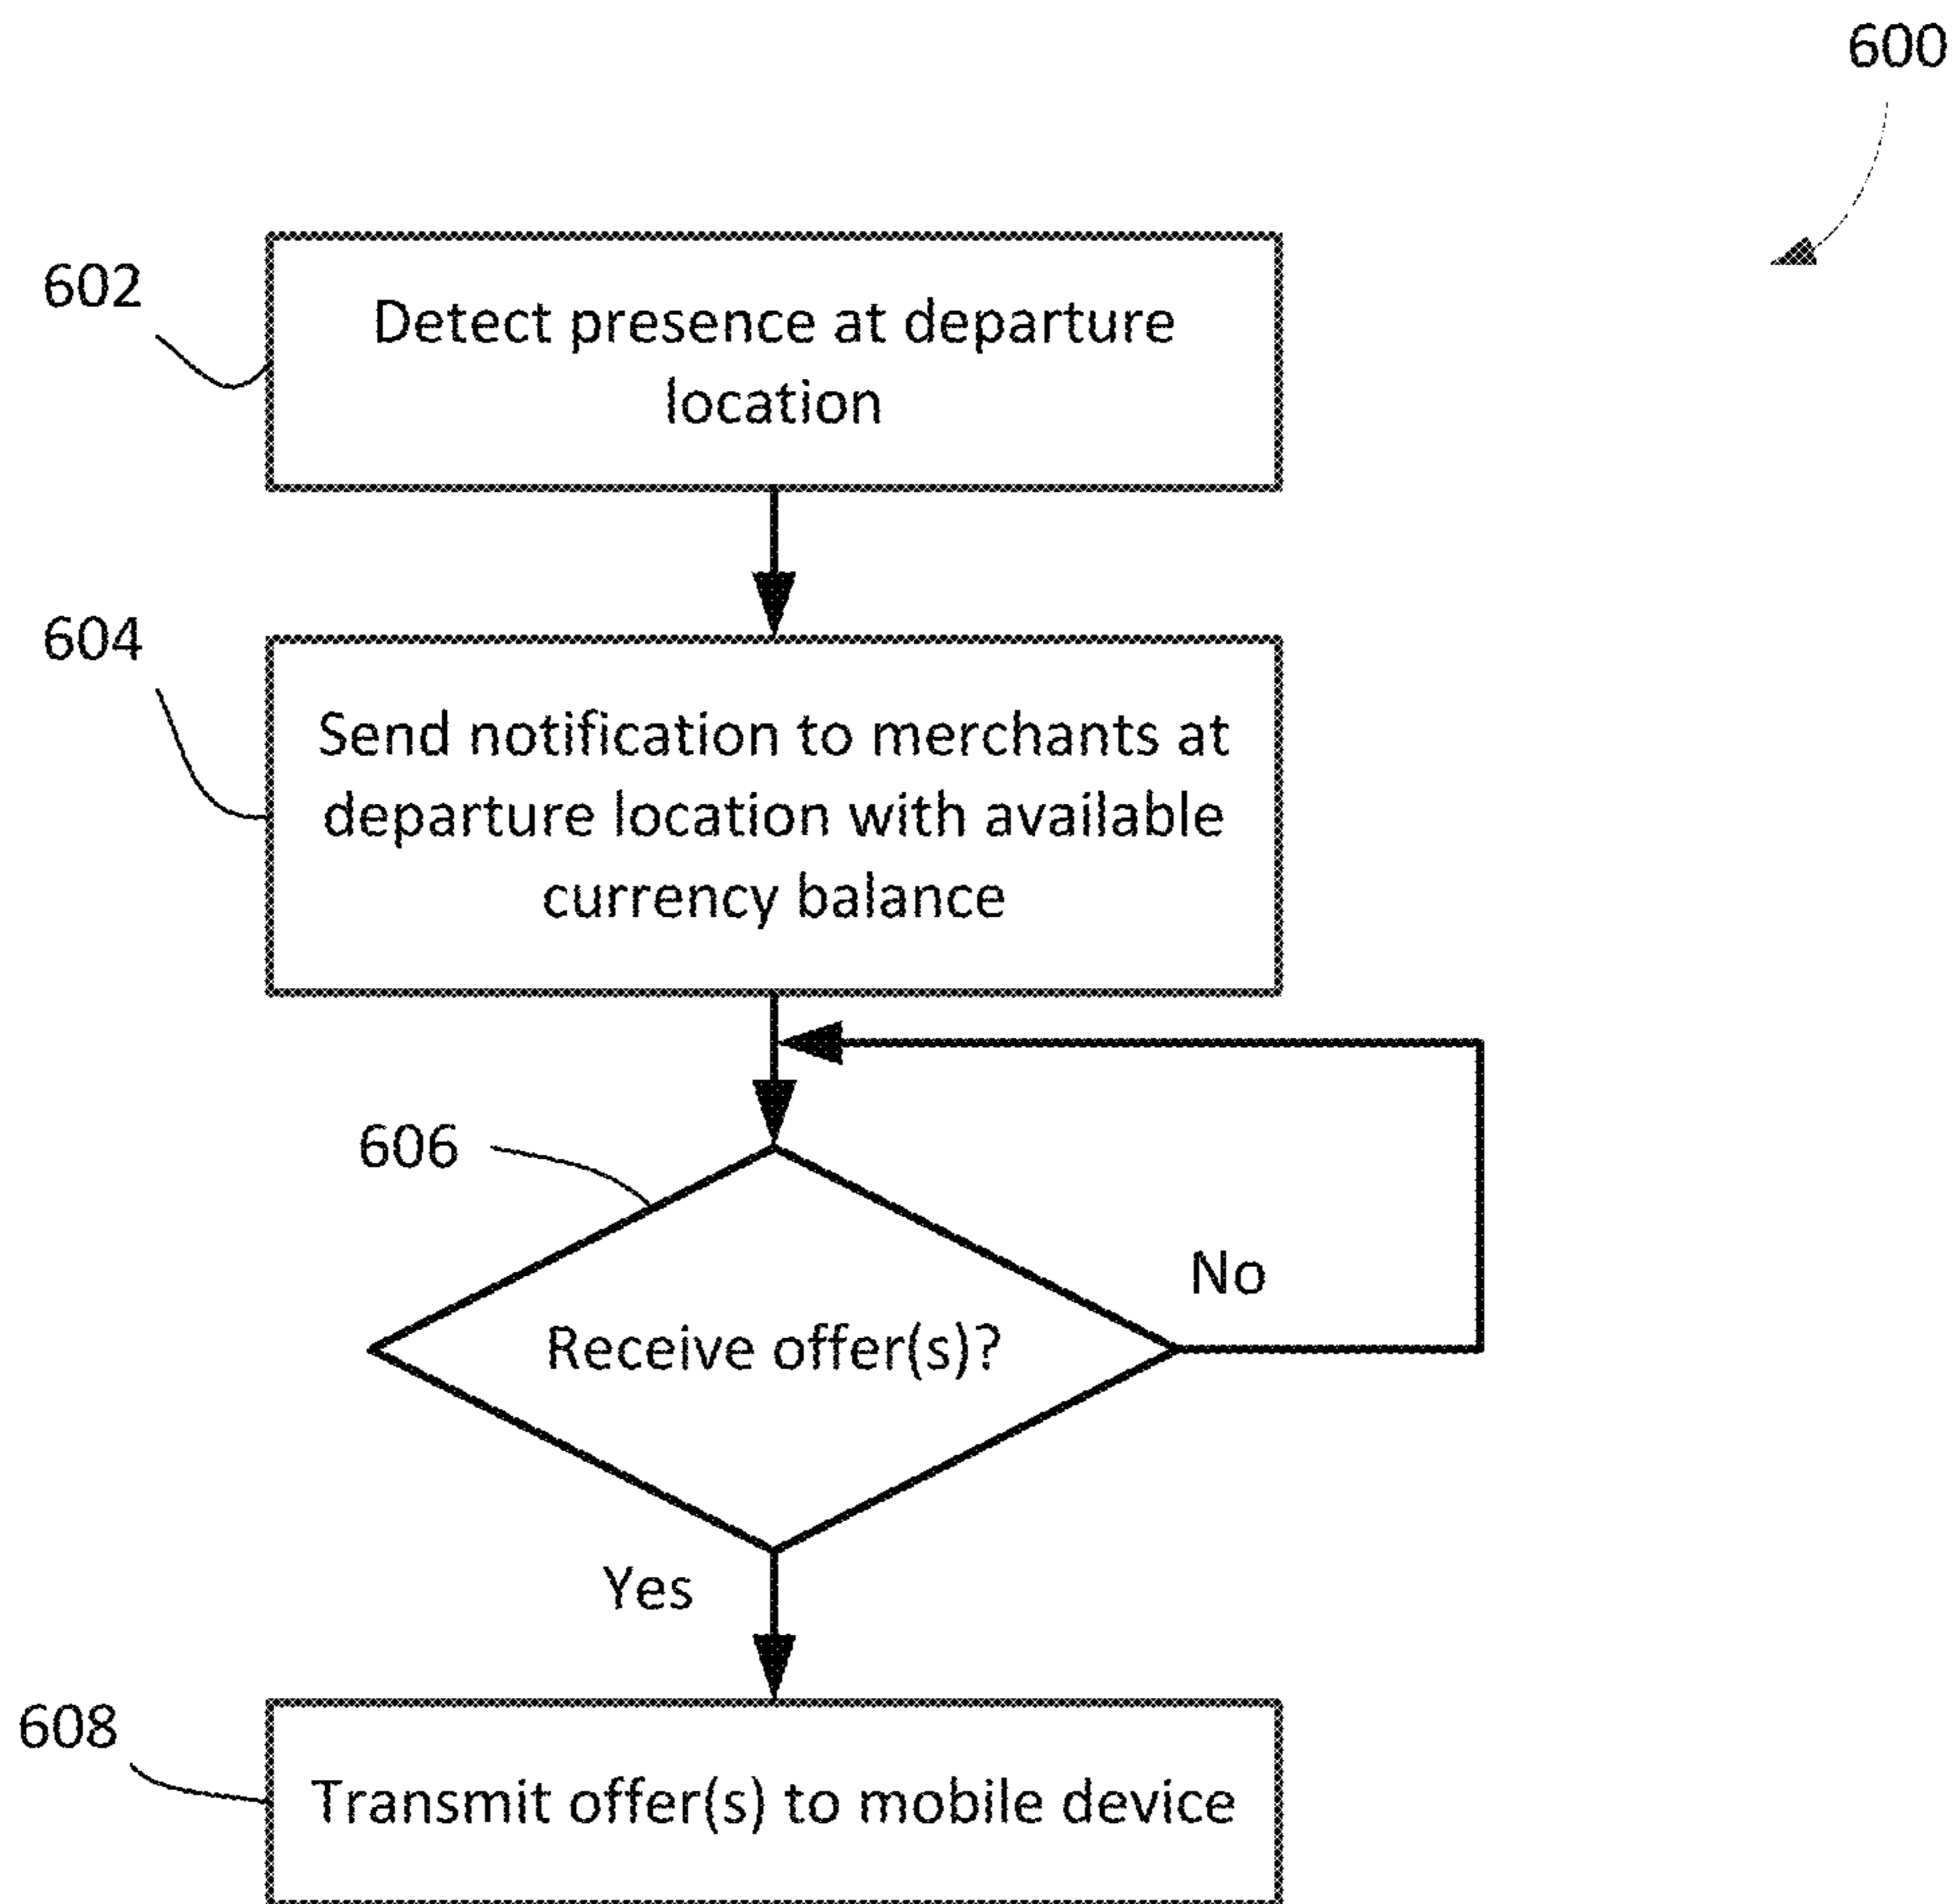 600
602
Detect presence at departure
location
604
Send notification to merchants at
departure location with available
currency balance
606
Receive offer(s)?
No
Yes
608
Transmit offer(s) to mobile device